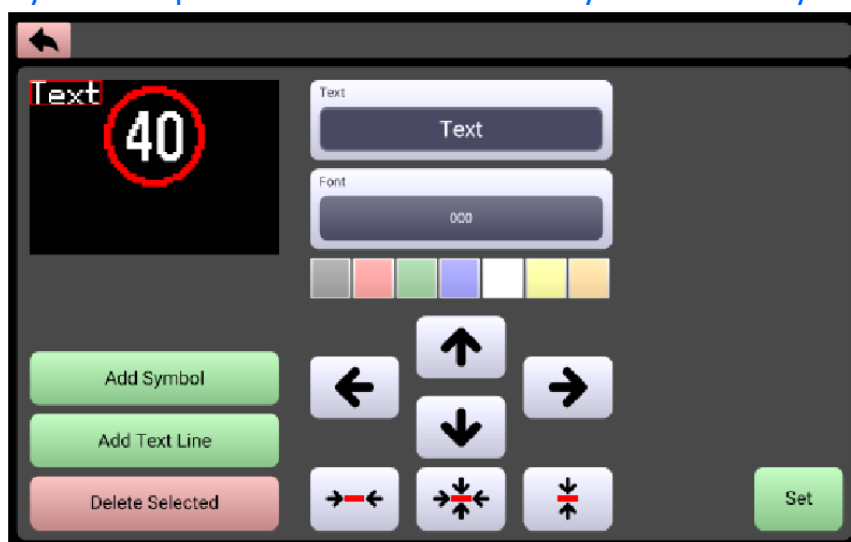 Text
40
Text
Text
Font
000
Add Symbol
Add Text Line
Delete Selected
Set